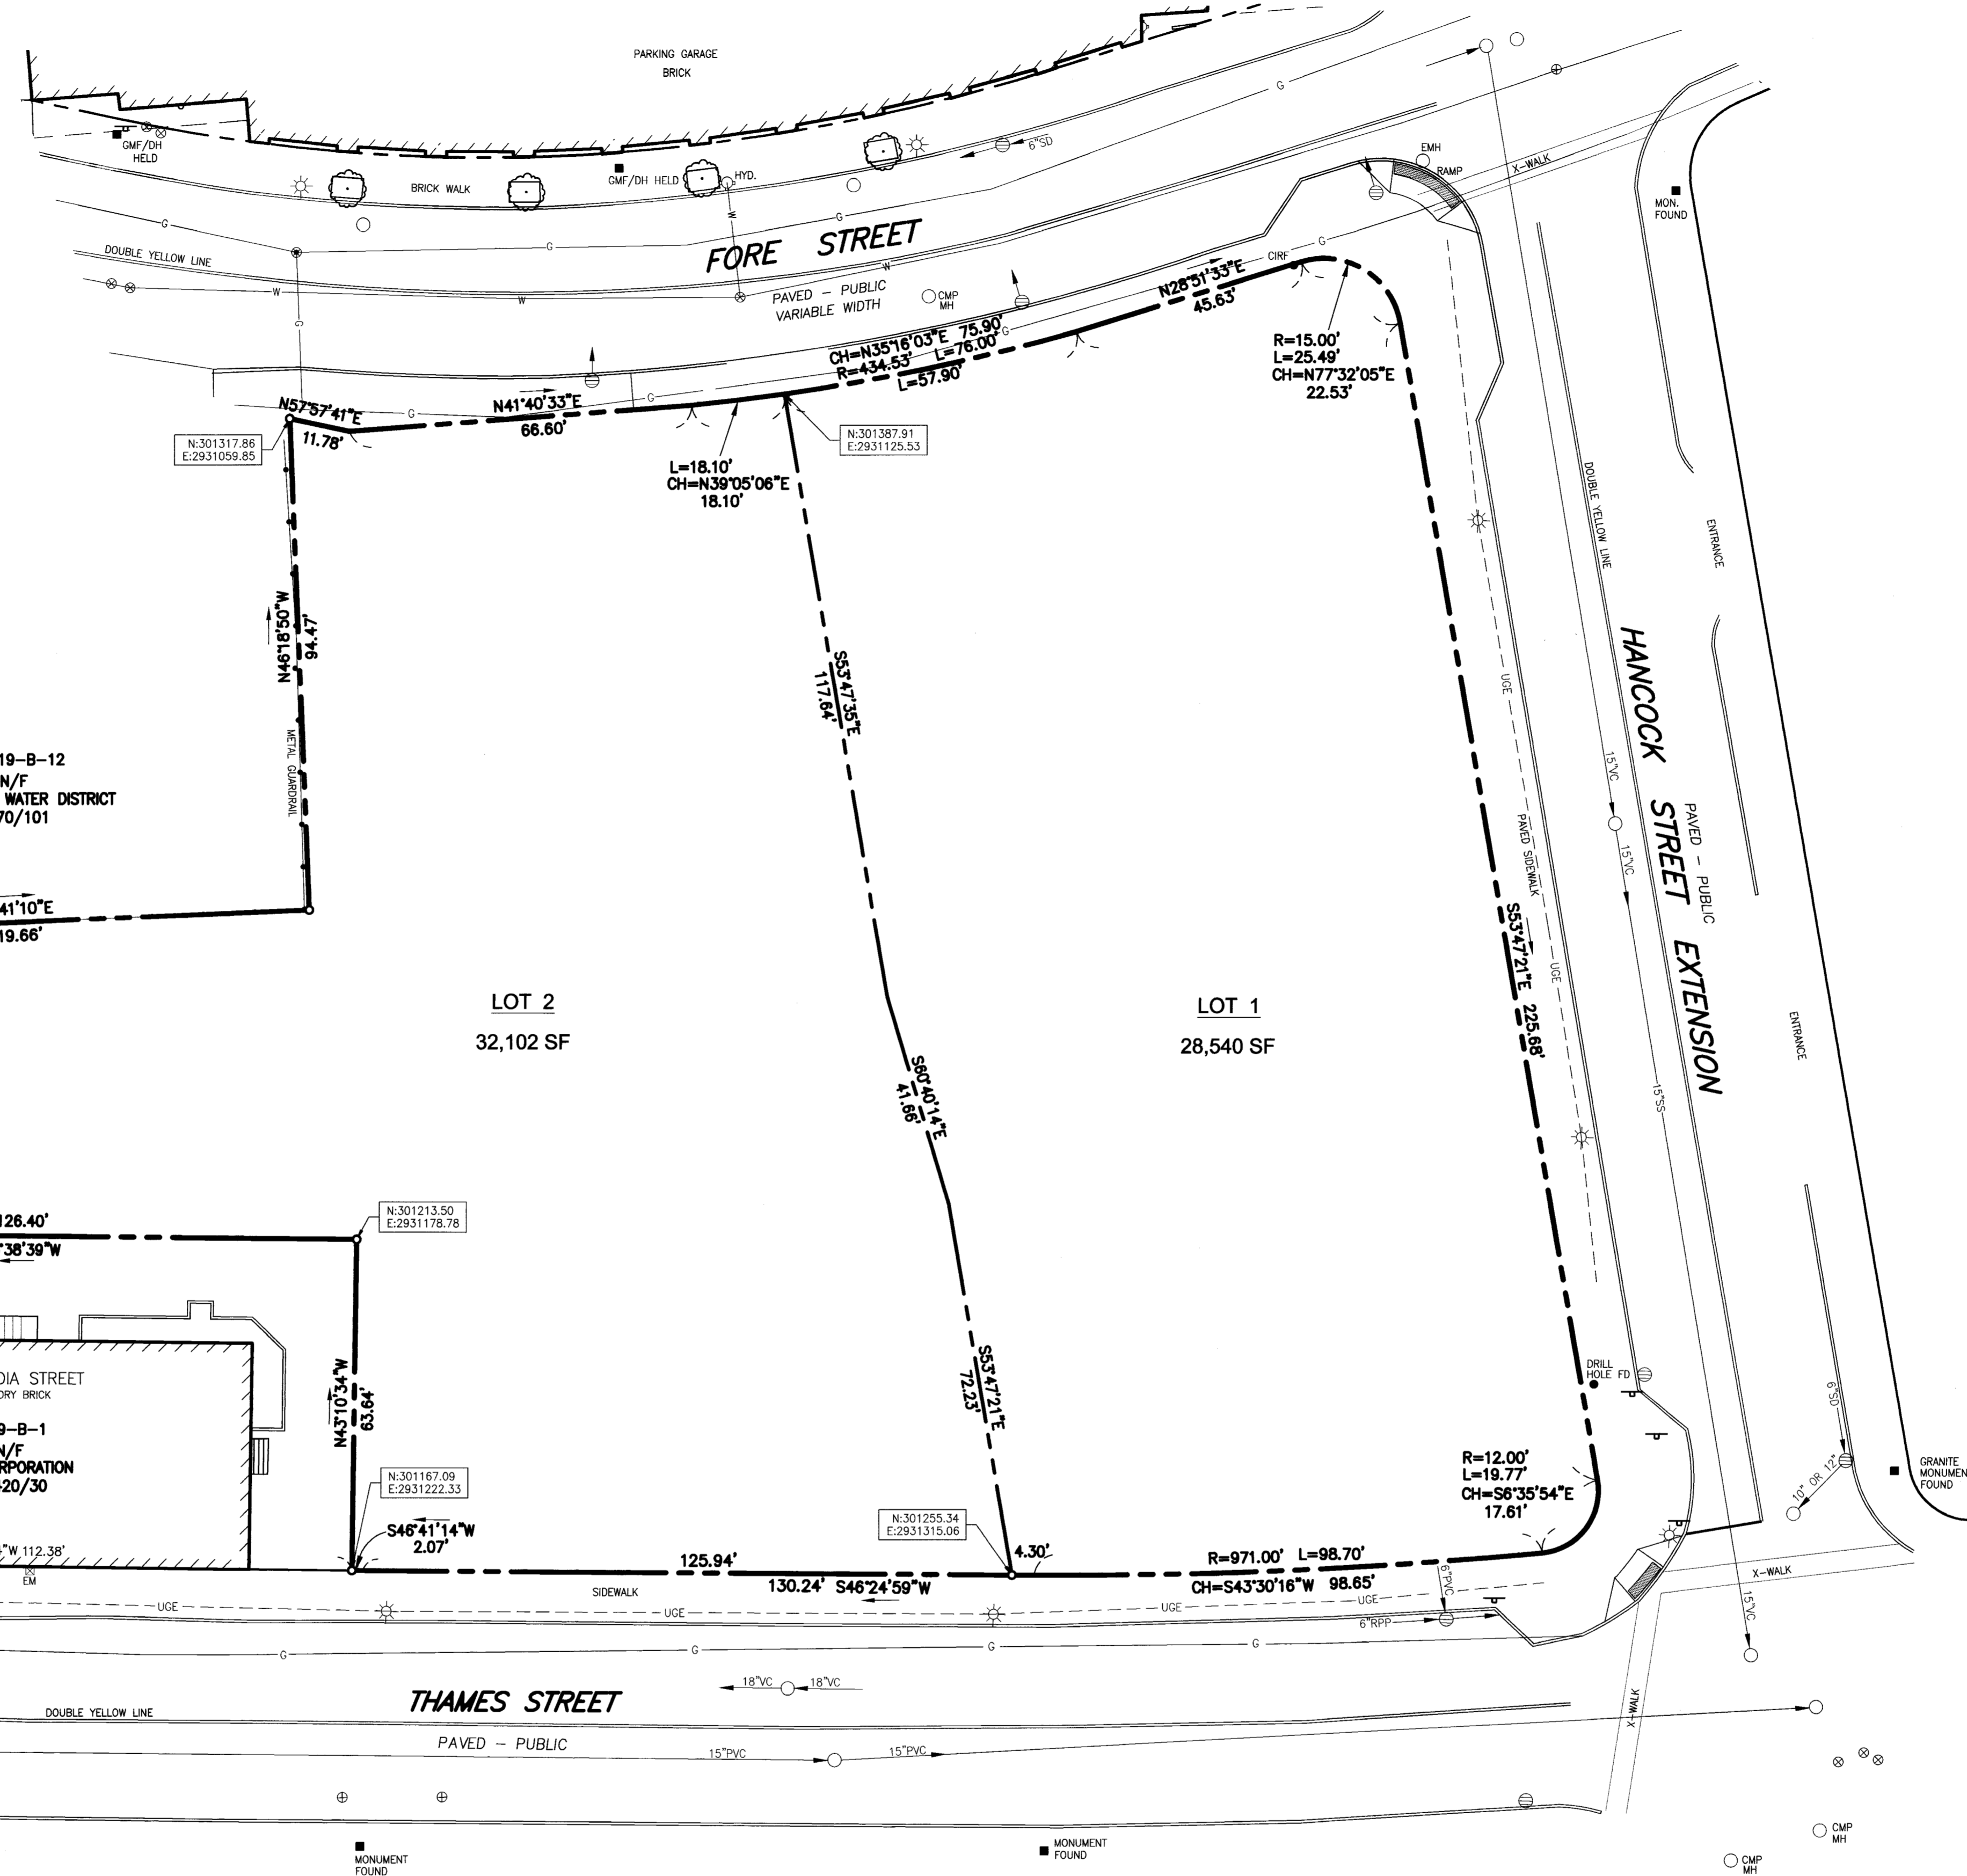 PARKING GARAGE
BRICK
GMF/DH
HELD
BRICK WALK
GMF/DH HELD
HYD.
6"SD
EMH
RAMP
X-WALK
MON.
FOUND
G
G
G
G
W
W
W
G
DOUBLE YELLOW LINE
FORE STREET
PAVED - PUBLIC
VARIABLE WIDTH
CMP
MH
CIRF
G
N28°51'33"E
45.63'
CH=N35°16'03"E 75.90'
R=434.53' L=76.00'
L=57.90'
G
R=15.00'
L=25.49'
CH=N77°32'05"E
22.53'
N57°57'41"E
11.78'
G
N41°40'33"E
66.60'
G
N:301317.86
E:2931059.85
N:301387.91
E:2931125.53
L=18.10'
CH=N39°05'06"E
18.10'
N46°18'50"W
94.47'
METAL GUARDRAIL
S53°47'35"E
117.64'
DOUBLE YELLOW LINE
ENTRANCE
UGE
HANCOCK STREET EXTENSION
PAVED - PUBLIC
15"VC
15"VC
PAVED SIDEWALK
UGE
S53°47'21"E 225.68'
19-B-12
N/F
WATER DISTRICT
70/101
41'10"E
19.66'
LOT 2
32,102 SF
LOT 1
28,540 SF
S60°40'14"E
41.66'
15"SS
ENTRANCE
126.40'
°38'39"W
N:301213.50
E:2931178.78
N43°10'34"W
63.64'
S53°47'21"E
72.23'
DIA STREET
ORY BRICK
9-B-1
N/F
RPORATION
420/30
"W 112.38'
EM
N:301167.09
E:2931222.33
S46°41'14"W
2.07'
N:301255.34
E:2931315.06
DRILL
HOLE FD
R=12.00'
L=19.77'
CH=S6°35'54"E
17.61'
6"SD
10" OR 12"
GRANITE
MONUMENT
FOUND
125.94'
4.30'
R=971.00' L=98.70'
130.24' S46°24'59"W
CH=S43°30'16"W 98.65'
6"PVC
SIDEWALK
UGE
UGE
UGE
UGE
6"RPP
X-WALK
15"VC
G
G
G
G
18"VC
18"VC
THAMES STREET
DOUBLE YELLOW LINE
PAVED - PUBLIC
15"PVC
15"PVC
X-WALK
MONUMENT
FOUND
MONUMENT
FOUND
CMP
MH
CMP
MH